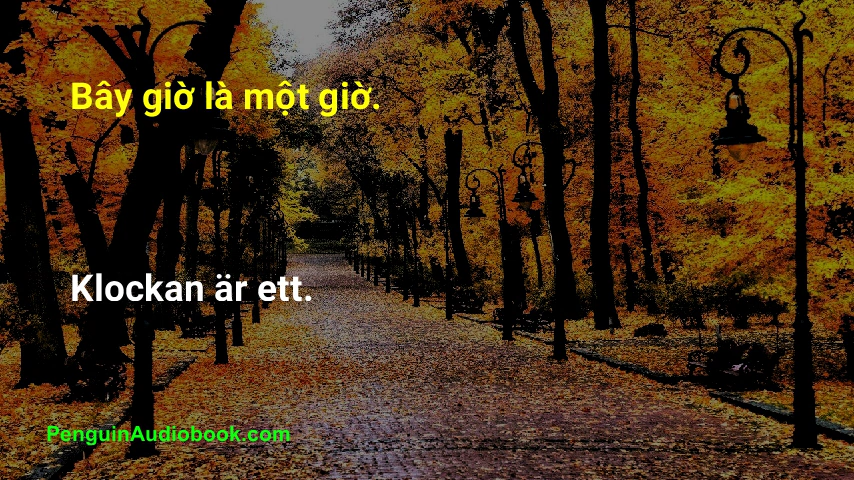 Bây giờ là một giờ.
Klockan är ett.
PenguinAudiobook.com